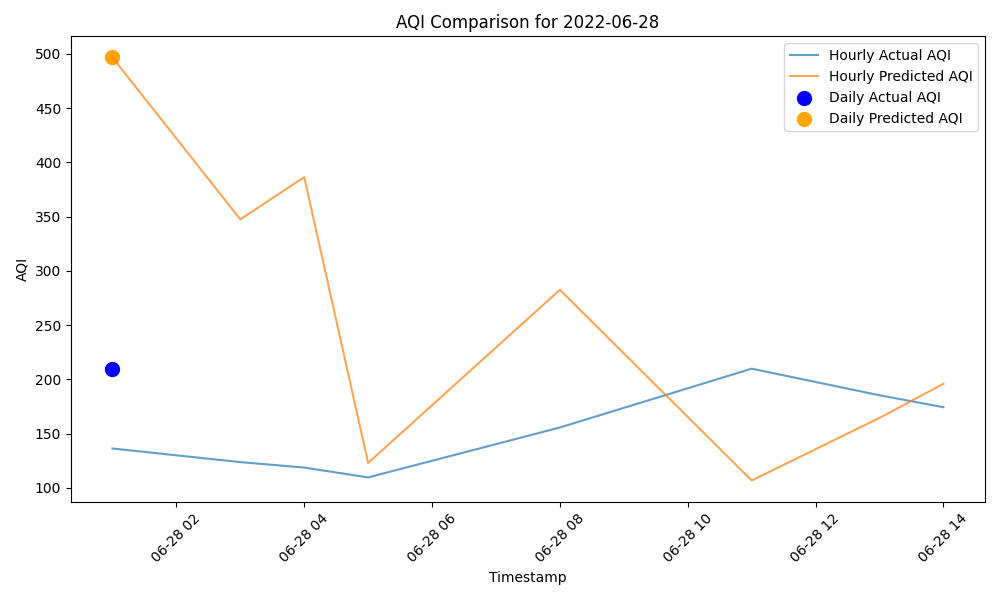 AQI Comparison for 2022-06-28
Hourly Actual AQI
Hourly Predicted AQI
Daily Actual AQI
Daily Predicted AQI
AQI
500
450
400
350
300
250
200
150
100
06-28 02
06-28 04
06-28 06
06-28 08
06-28 10
06-28 12
06-28 14
Timestamp